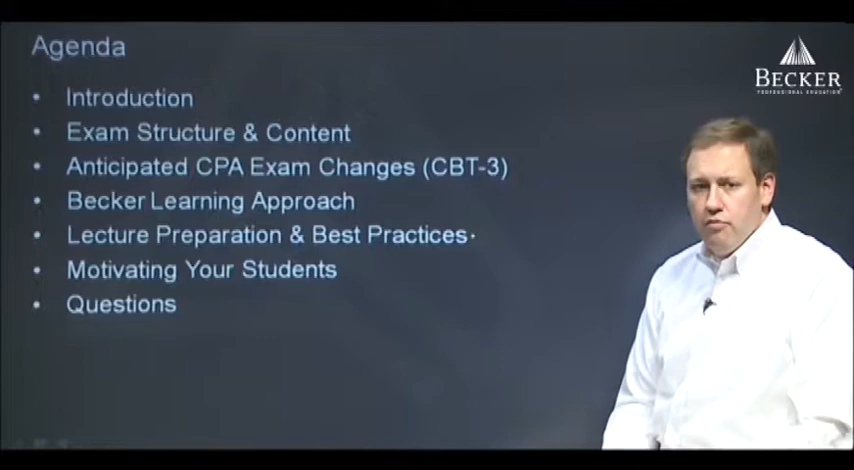 Agenda
• Introduction
• Exam Structure & Content
• Anticipated CPA Exam Changes (CBT-3)
• Becker Learning Approach
• Lecture Preparation & Best Practices
• Motivating Your Students
• Questions
BECKER
PROFESSIONAL EDUCATION